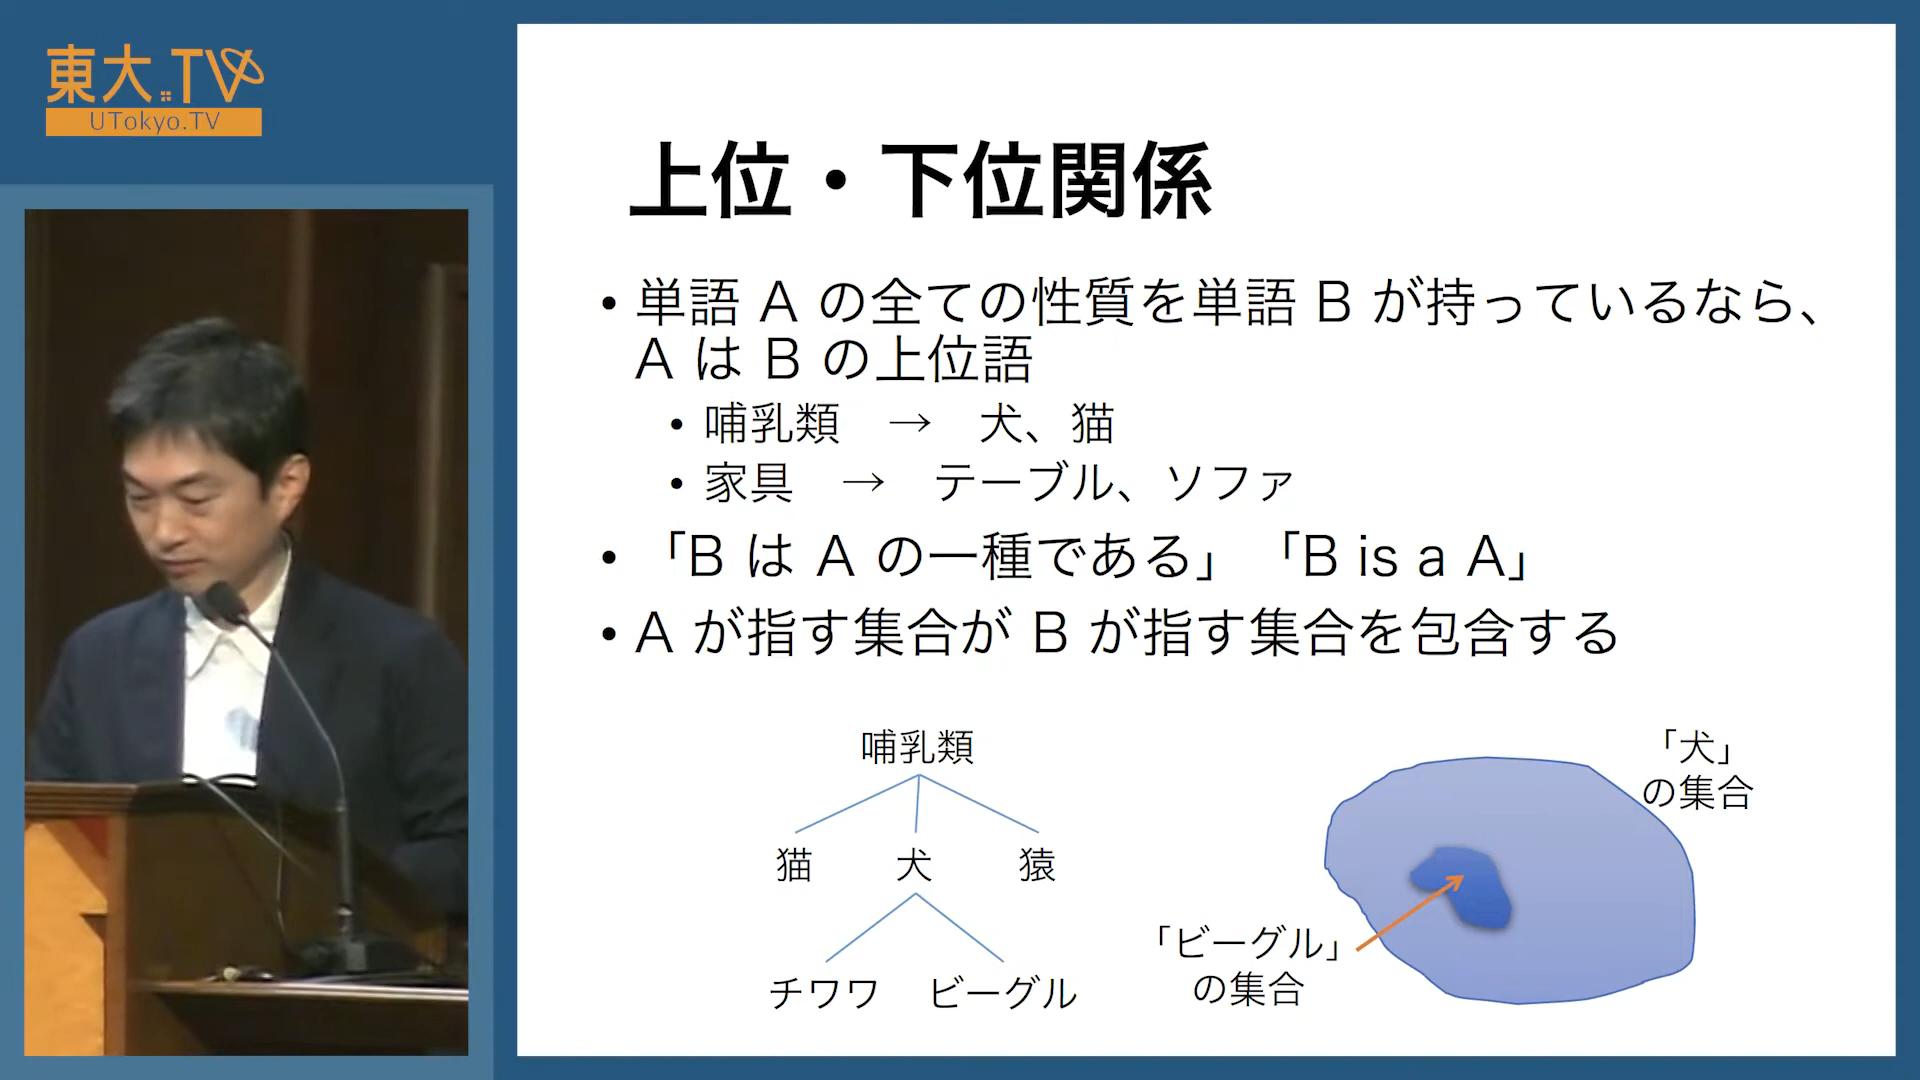 東大.TV
UTokyo.TV
上位・下位関係
• 単語 A の全ての性質を単語 B が持っているなら、
A は B の上位語
• 哺乳類 → 犬、猫
• 家具 → テーブル、ソファ
• 「B は A の一種である」「B is a A」
• A が指す集合が B が指す集合を包含する
哺乳類
猫 犬 猿
チワワ ビーグル
「犬」
の集合
「ビーグル」
の集合